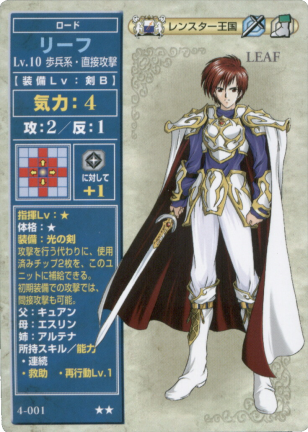 ロード
リーフ
Lv.10 歩兵系・直接攻撃
【装備Lv：剣B】
気力：4
攻：2／反：1
に対して
+1
指揮Lv：★
体格：★
装備：光の剣
攻撃を行う代わりに、使用
済みチップ2枚を、このユ
ニットに補給できる。
初期装備での攻撃では、
間接攻撃も可能。
父：キュアン
母：エスリン
姉：アルテナ
所持スキル／能力
・連続
・救助 ・再行動Lv.1
4-001 ★★
レンスター王国
LEAF